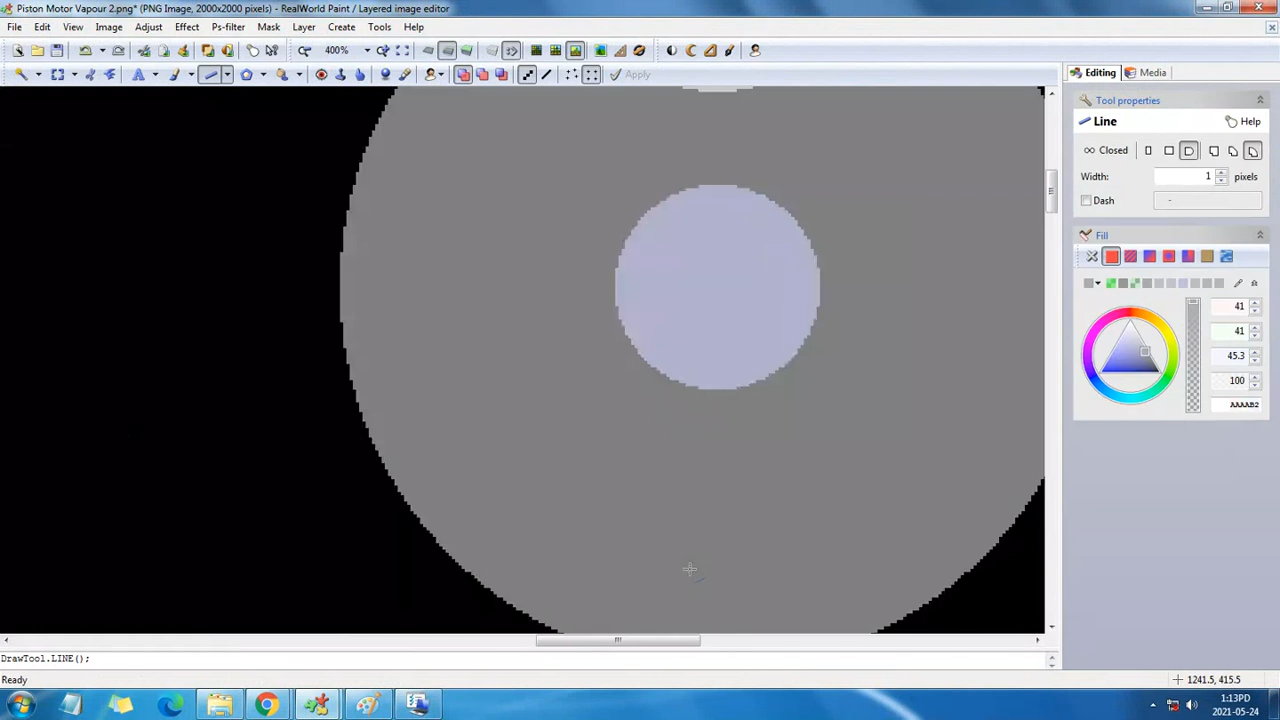 Piston Motor Vapour 2.png* (PNG Image, 2000x2000 pixels) - RealWorld Paint / Layered image editor
File Edit View Image Adjust Effect Ps-filter Mask Layer Create Tools Help
400%
Apply
Editing Media
Tool properties
Line Help
Closed
Width: 1 pixels
Dash -
Fill
41
41
45.3
100
AAAAB2
DrawTool.LINE();
Ready 1241.5, 415.5
1:13PD
2021-05-24